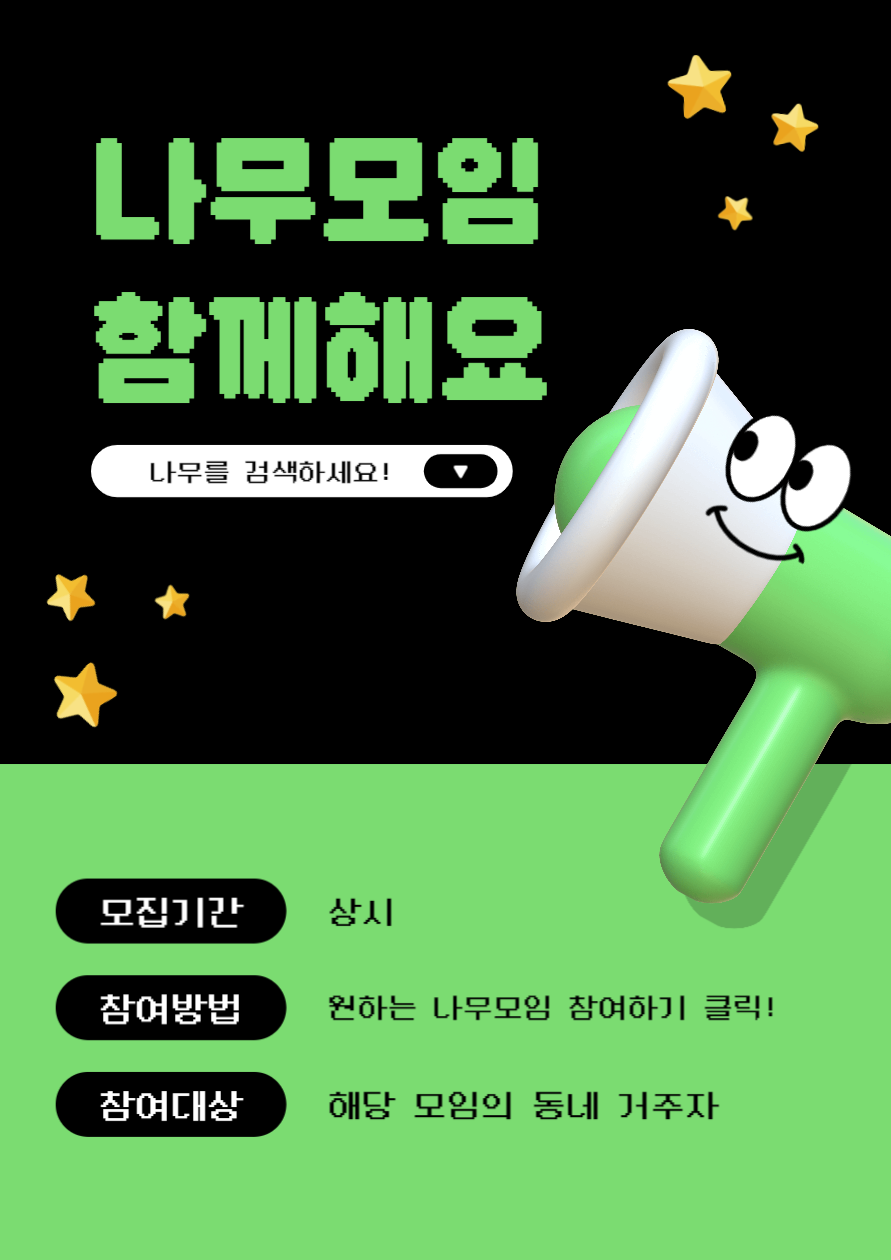 나무모임
함께해요
나무를 검색하세요!
모집기간 상시
참여방법 원하는 나무모임 참여하기 클릭!
참여대상 해당 모임의 동네 거주자